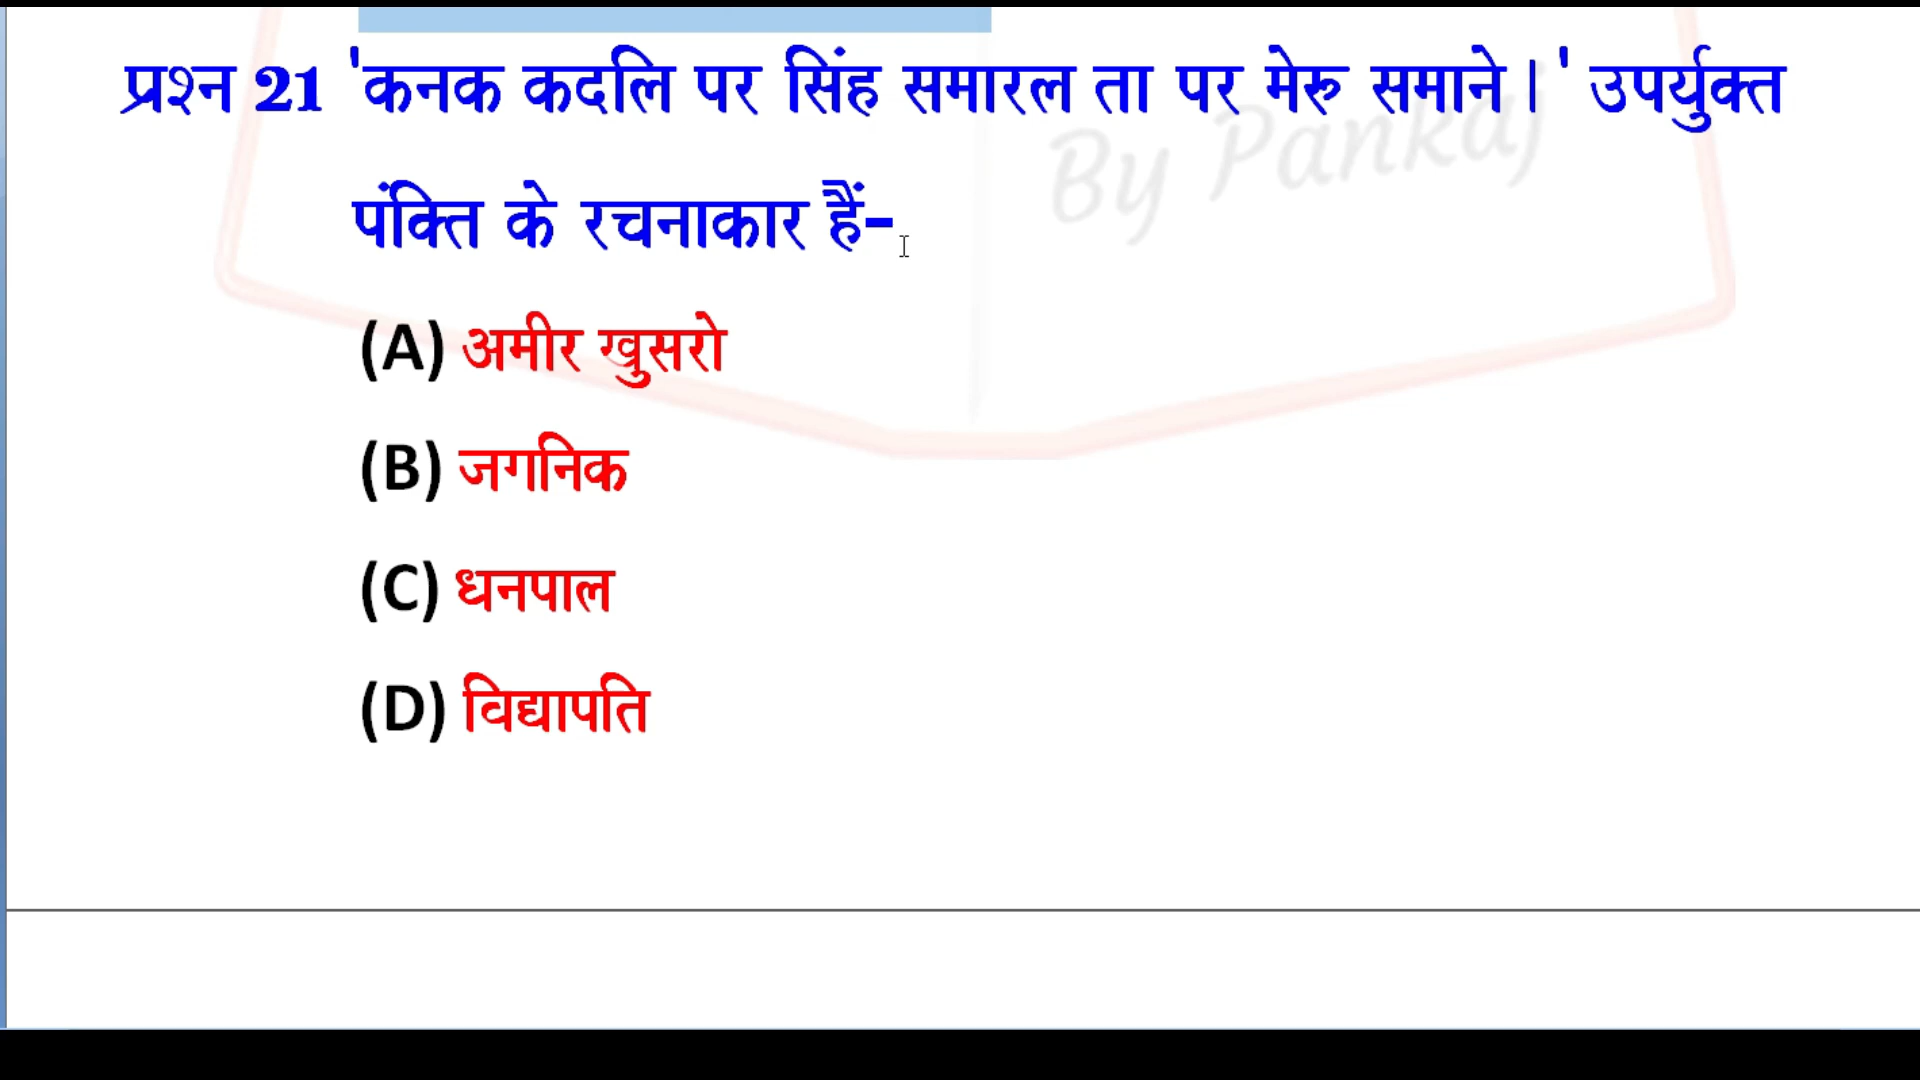 प्रश्न 21 'कनक कदलि पर सिंह समारल ता पर मेरू समाने।' उपर्युक्त
By Pankaj
पंक्ति के रचनाकार हैं-
(A) अमीर खुसरो
(B) जगनिक
(C) धनपाल
(D) विद्यापति